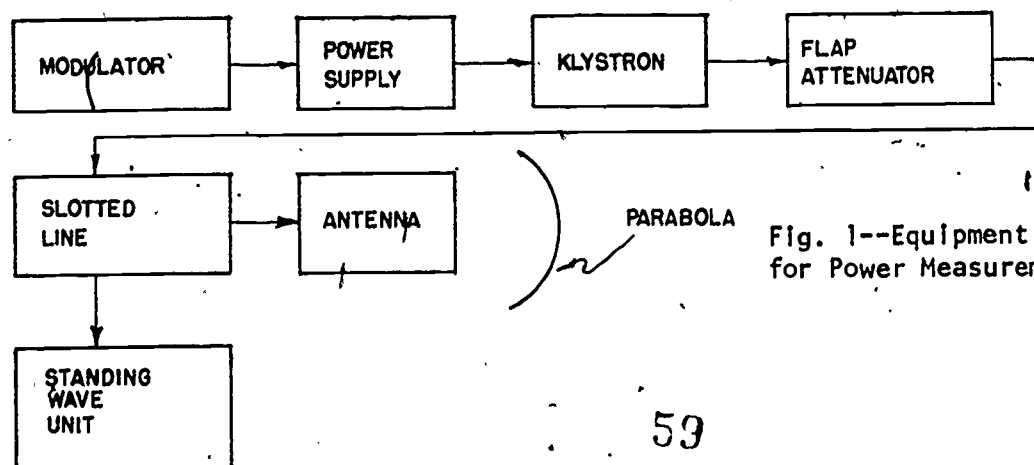 MODULATOR
POWER
SUPPLY
KLYSTRON
FLAP
ATTENUATOR
SLOTTED
LINE
ANTENNA
PARABOLA
Fig. 1--Equipment
for Power Measuremen
STANDING
WAVE
UNIT
59